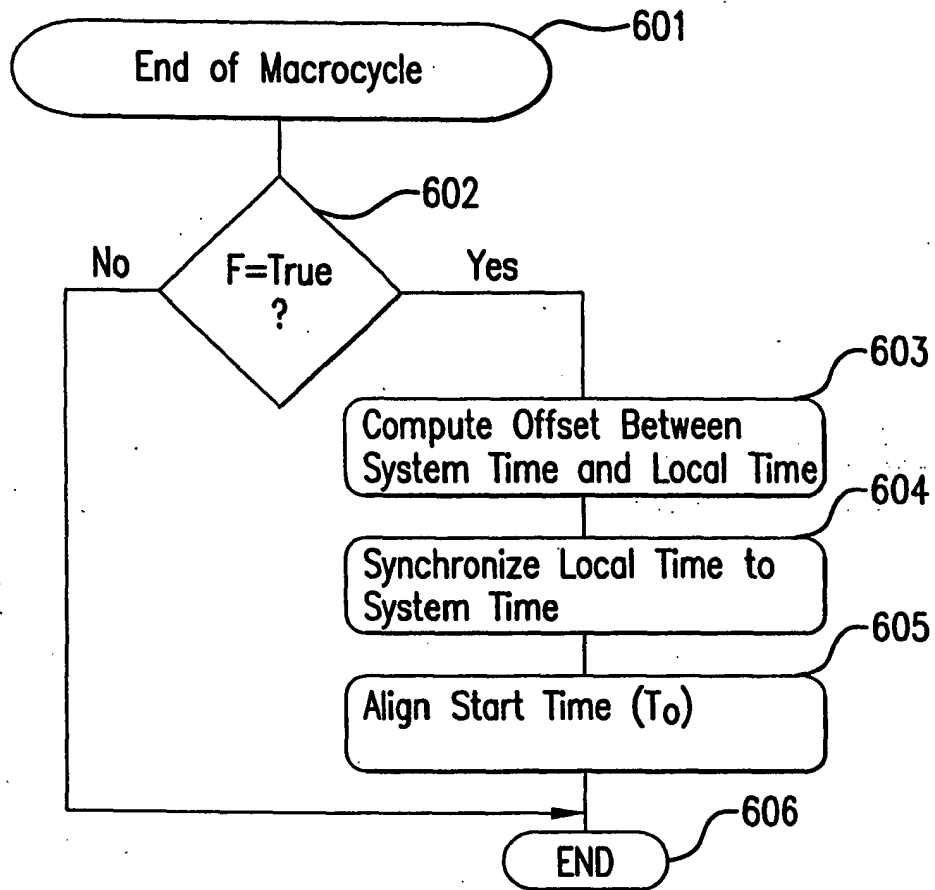 601
End of Macrocycle
602
No
F=True
?
Yes
603
Compute Offset Between
System Time and Local Time
604
Synchronize Local Time to
System Time
605
Align Start Time (T₀)
606
END